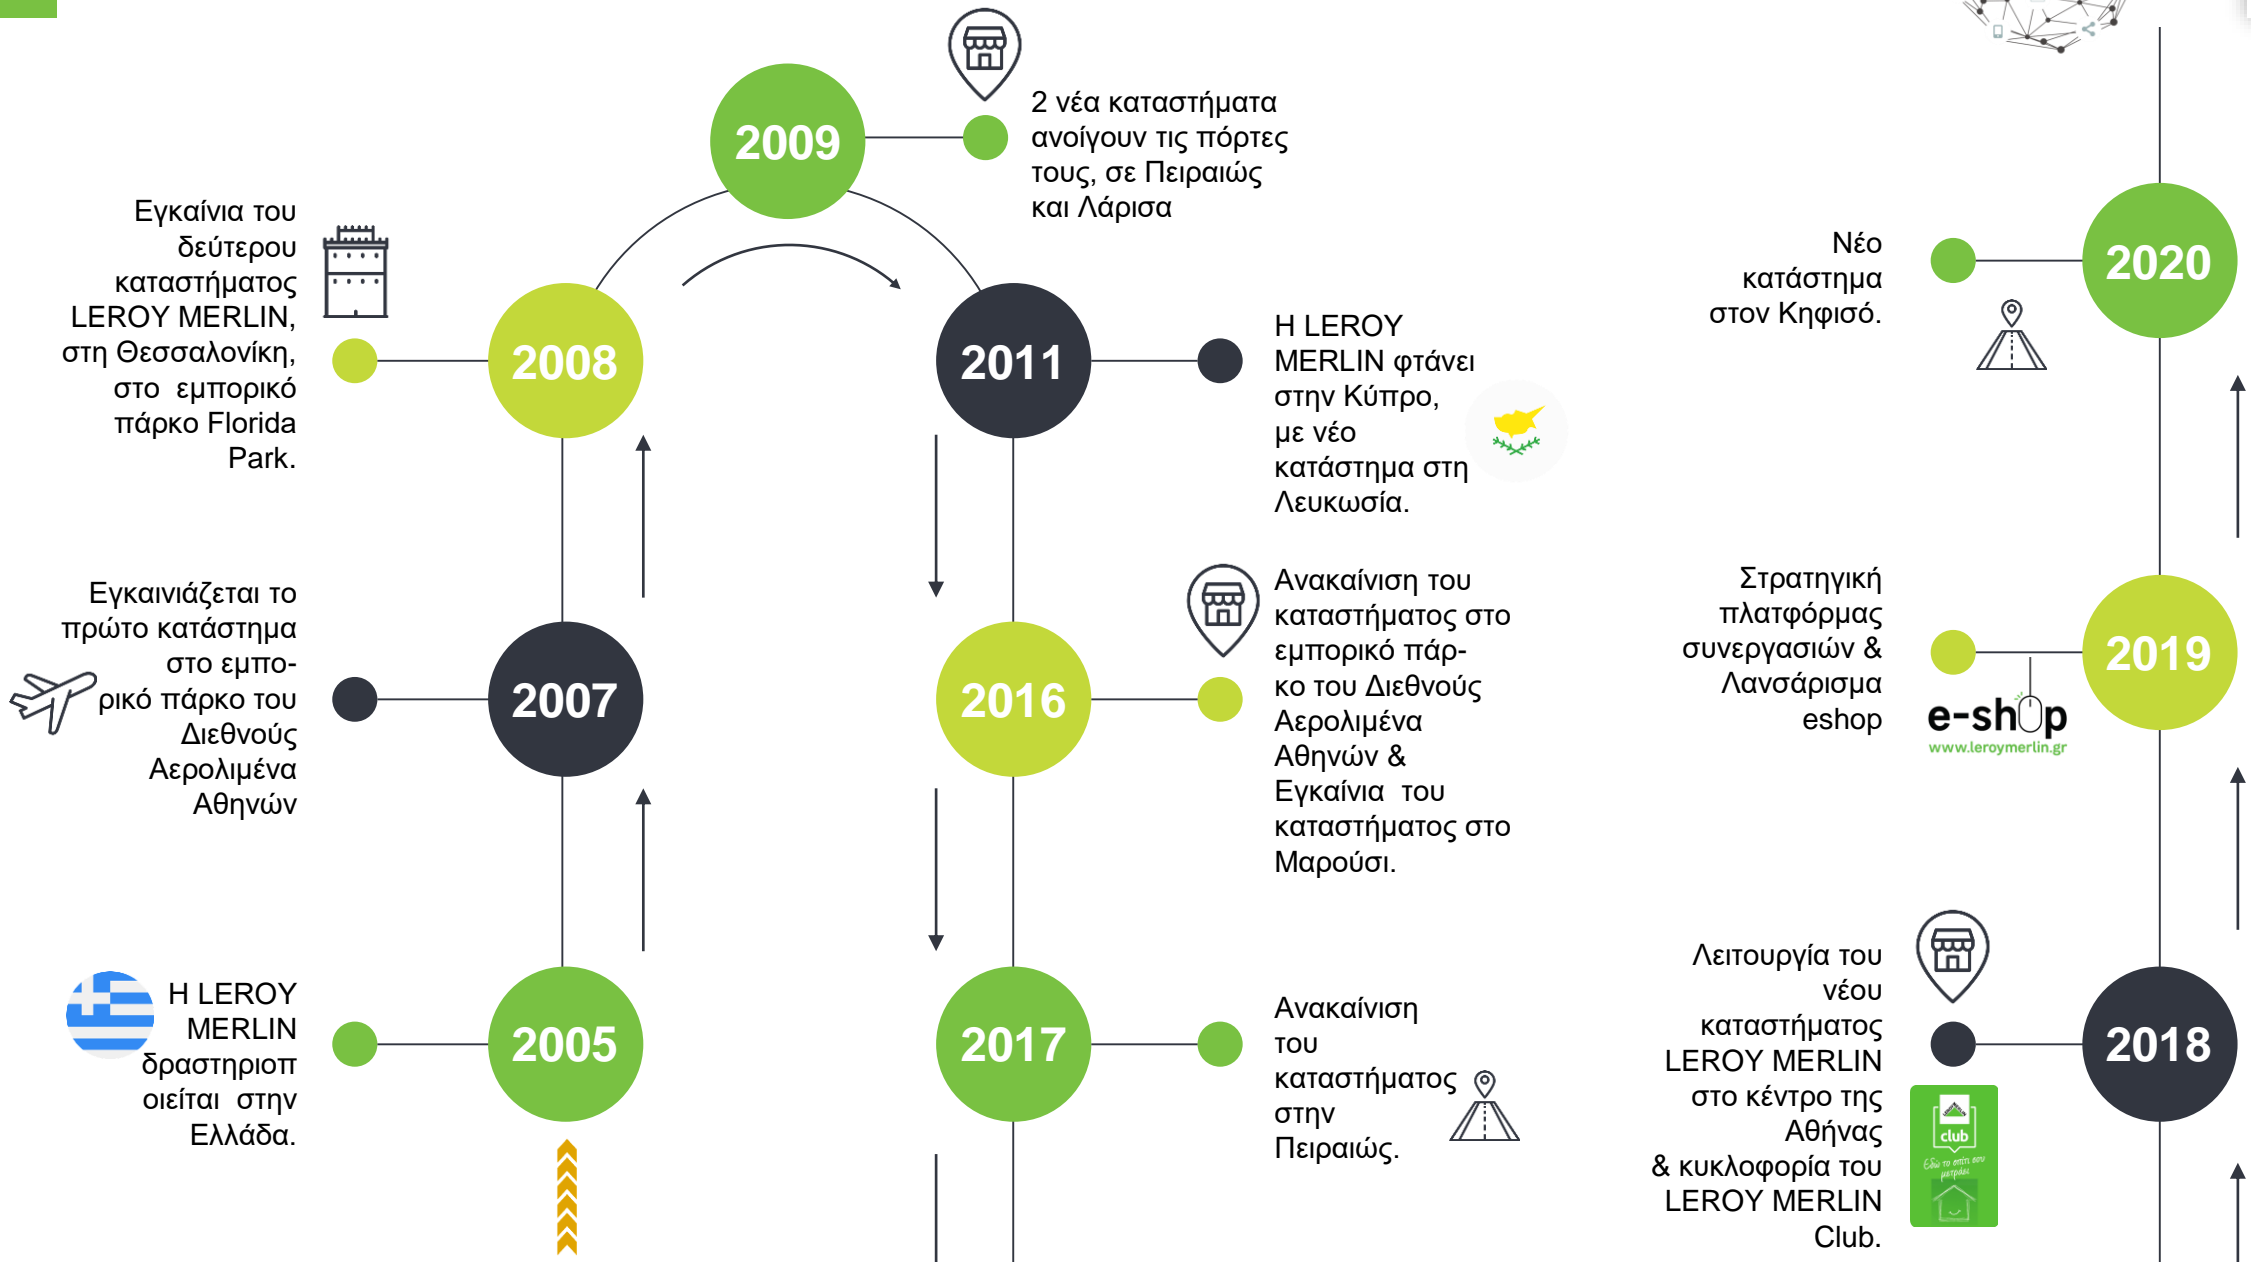 2005
Η LEROY
MERLIN
δραστηριοπ
οιείται στην
Ελλάδα.
2007
Εγκαινιάζεται το
πρώτο κατάστημα
στο εμπο-
ρικό πάρκο του
Διεθνούς
Αερολιμένα
Αθηνών
2008
Εγκαίνια του
δεύτερου
καταστήματος
LEROY MERLIN,
στη Θεσσαλονίκη,
στο εμπορικό
πάρκο Florida
Park.
2009
2 νέα καταστήματα
ανοίγουν τις πόρτες
τους, σε Πειραιώς
και Λάρισα
2011
Η LEROY
MERLIN φτάνει
στην Κύπρο,
με νέο
κατάστημα στη
Λευκωσία.
2016
Ανακαίνιση του
καταστήματος στο
εμπορικό πάρ-
κο του Διεθνούς
Αερολιμένα
Αθηνών &
Εγκαίνια του
καταστήματος στο
Μαρούσι.
2017
Ανακαίνιση
του
καταστήματος
στην
Πειραιώς.
2018
Λειτουργία του
νέου
καταστήματος
LEROY MERLIN
στο κέντρο της
Αθήνας
& κυκλοφορία του
LEROY MERLIN
Club.
club
Εδώ το σπίτι σου
μετράει
2019
Στρατηγική
πλατφόρμας
συνεργασιών &
Λανσάρισμα
eshop
e-shop
www.leroymerlin.gr
2020
Νέο
κατάστημα
στον Κηφισό.